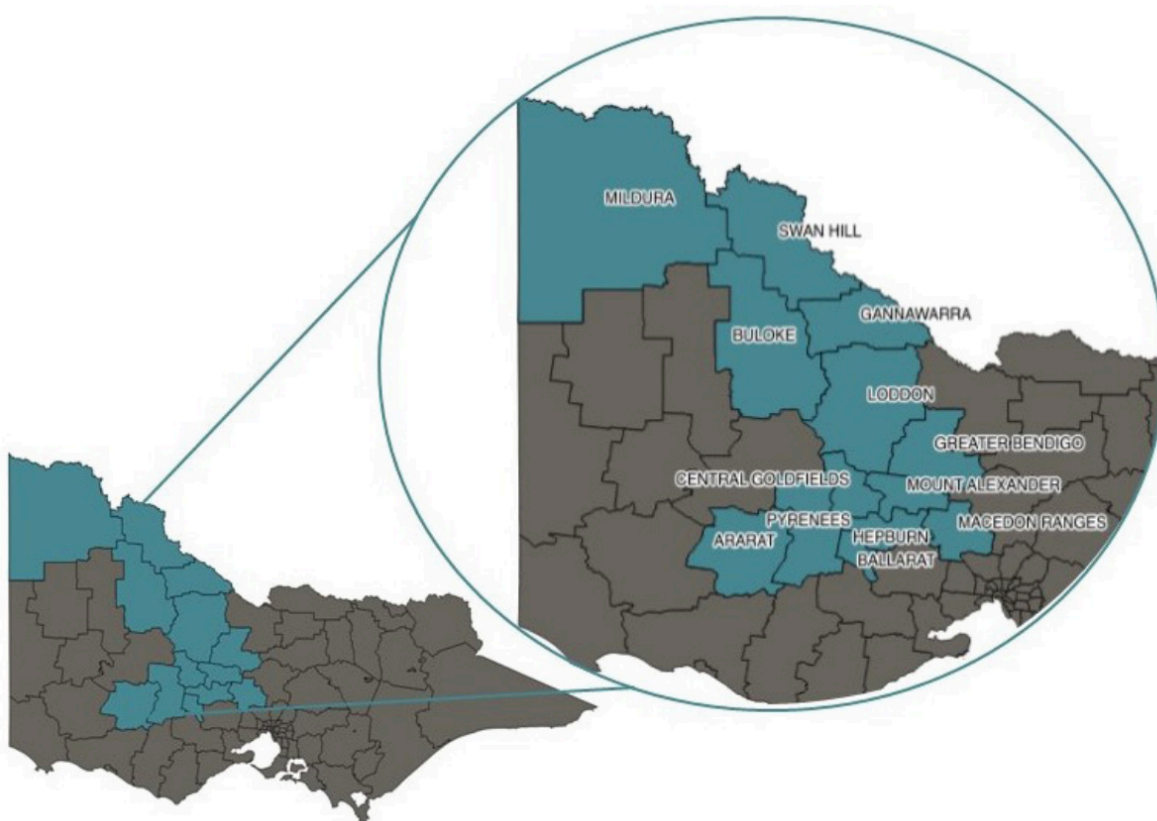 MILDURA
SWAN HILL
GANNAWARRA
BULOKE
LODDON
GREATER BENDIGO
CENTRAL GOLDFIELDS
MOUNT ALEXANDER
PYRENEES
MACEDON RANGES
ARARAT
HEPBURN
BALLARAT